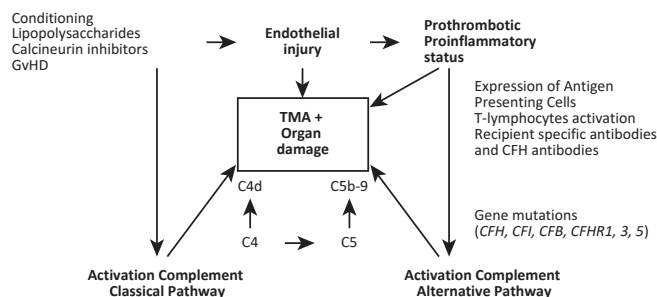 Conditioning
Lipopolysaccharides
Calcineurin inhibitors
GvHD
Endothelial
injury
Prothrombotic
Proinflammatory
status
Expression of Antigen
Presenting Cells
T-lymphocytes activation
Recipient specific antibodies
and CFH antibodies
TMA +
Organ
damage
C4d
C5b-9
C4
C5
Gene mutations
(CFH, CFI, CFB, CFHR1, 3, 5)
Activation Complement
Classical Pathway
Activation Complement
Alternative Pathway